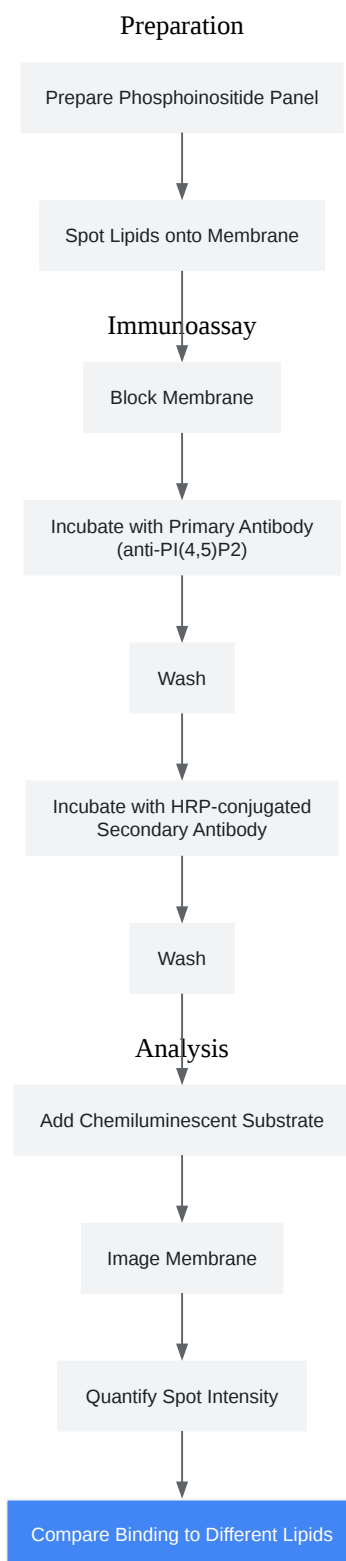 Preparation
Prepare Phosphoinositide Panel
Spot Lipids onto Membrane
Immunoassay
Block Membrane
Incubate with Primary Antibody
(anti-PI(4,5)P2)
Wash
Incubate with HRP-conjugated
Secondary Antibody
Wash
Analysis
Add Chemiluminescent Substrate
Image Membrane
Quantify Spot Intensity
Compare Binding to Different Lipids